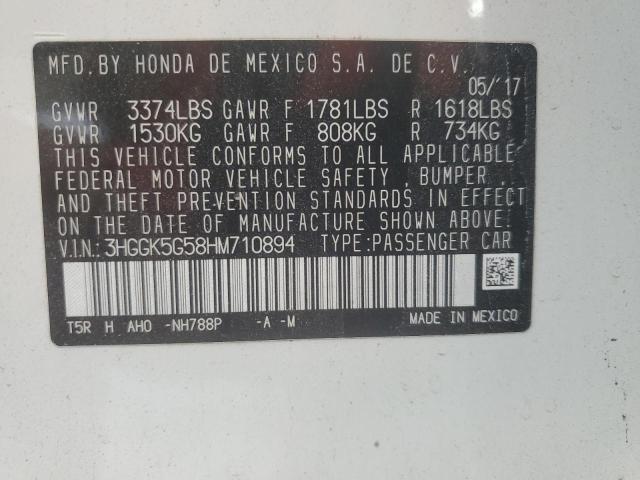 MFD. BY HONDA DE MEXICO S.A. DE C.V.
05/'17
GVWR 3374LBS GAWR F 1781LBS R 1618LBS
GVWR 1530KG GAWR F 808KG R 734KG
THIS VEHICLE CONFORMS TO ALL APPLICABLE
FEDERAL MOTOR VEHICLE SAFETY, BUMPER,
AND THEFT PREVENTION STANDARDS IN EFFECT
ON THE DATE OF MANUFACTURE SHOWN ABOVE.
V.I.N.: 3HGGK5G58HM710894 TYPE: PASSENGER CAR
T5R H AHO -NH788P -A -M
MADE IN MEXICO